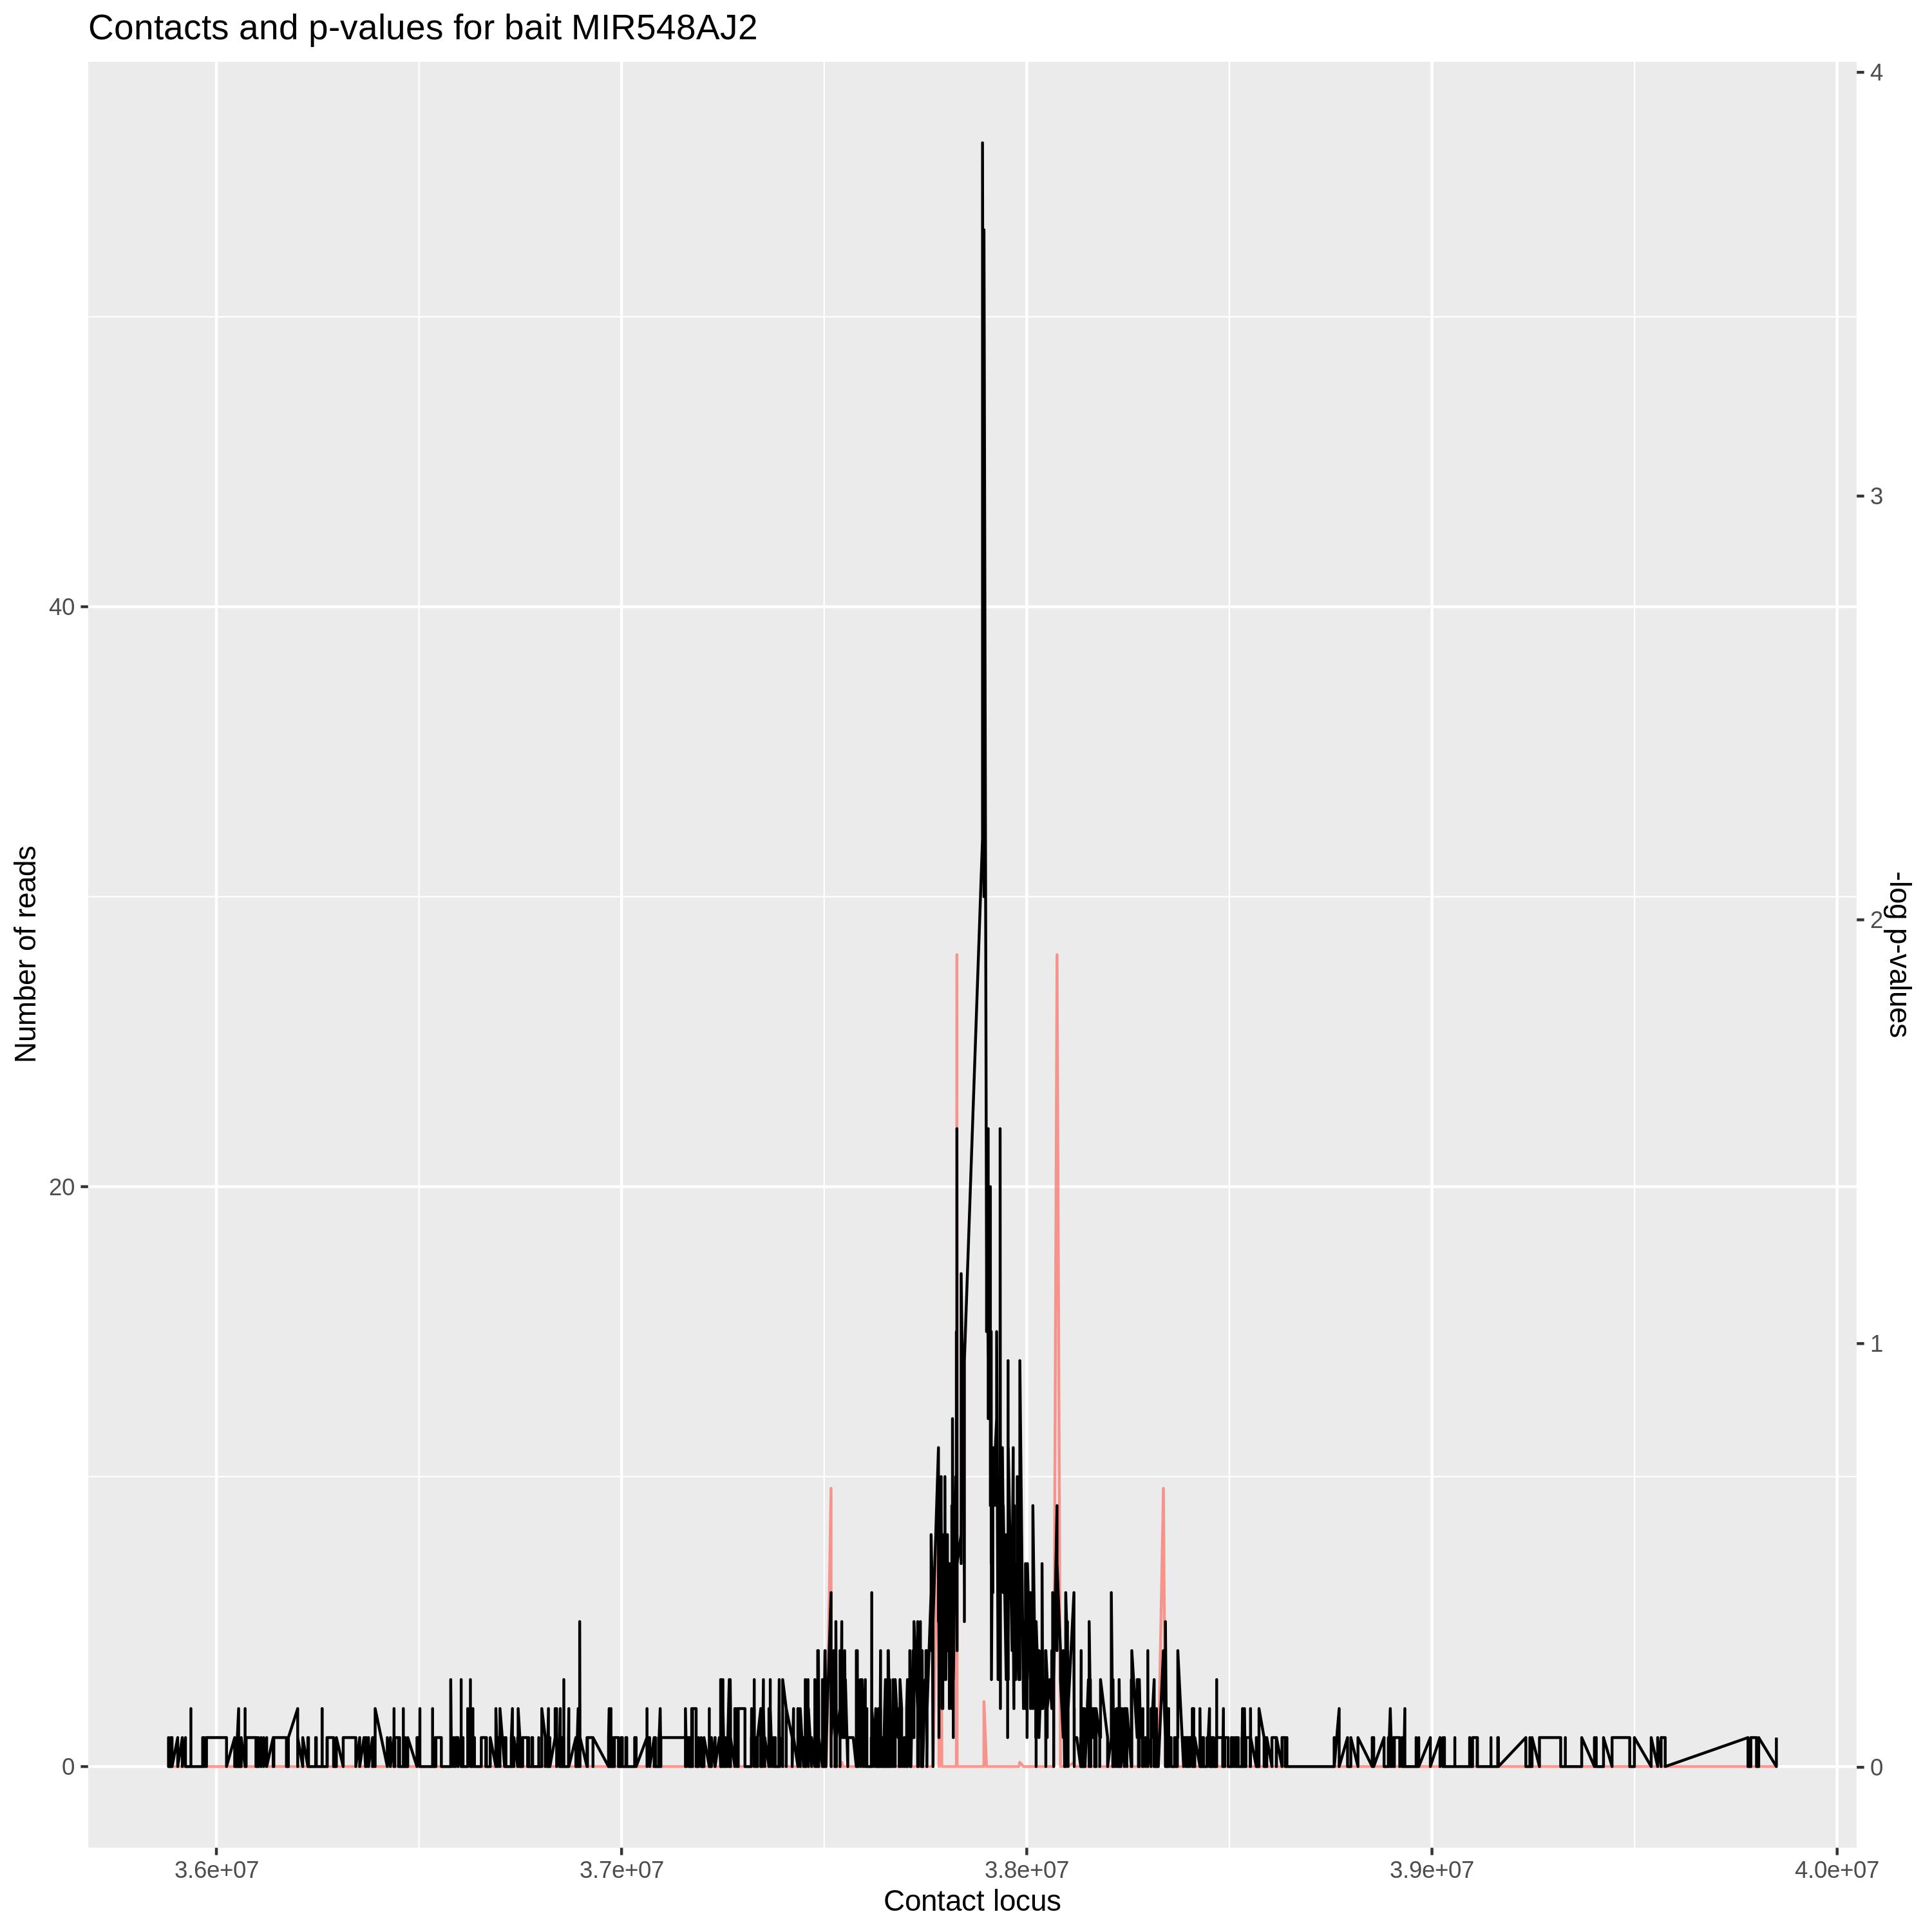 Contacts and p-values for bait MIR548AJ2
4
3
40
Number of reads
-log p-values
2
20
1
0
0
3.6e+07
3.7e+07
3.8e+07
3.9e+07
4.0e+07
Contact locus